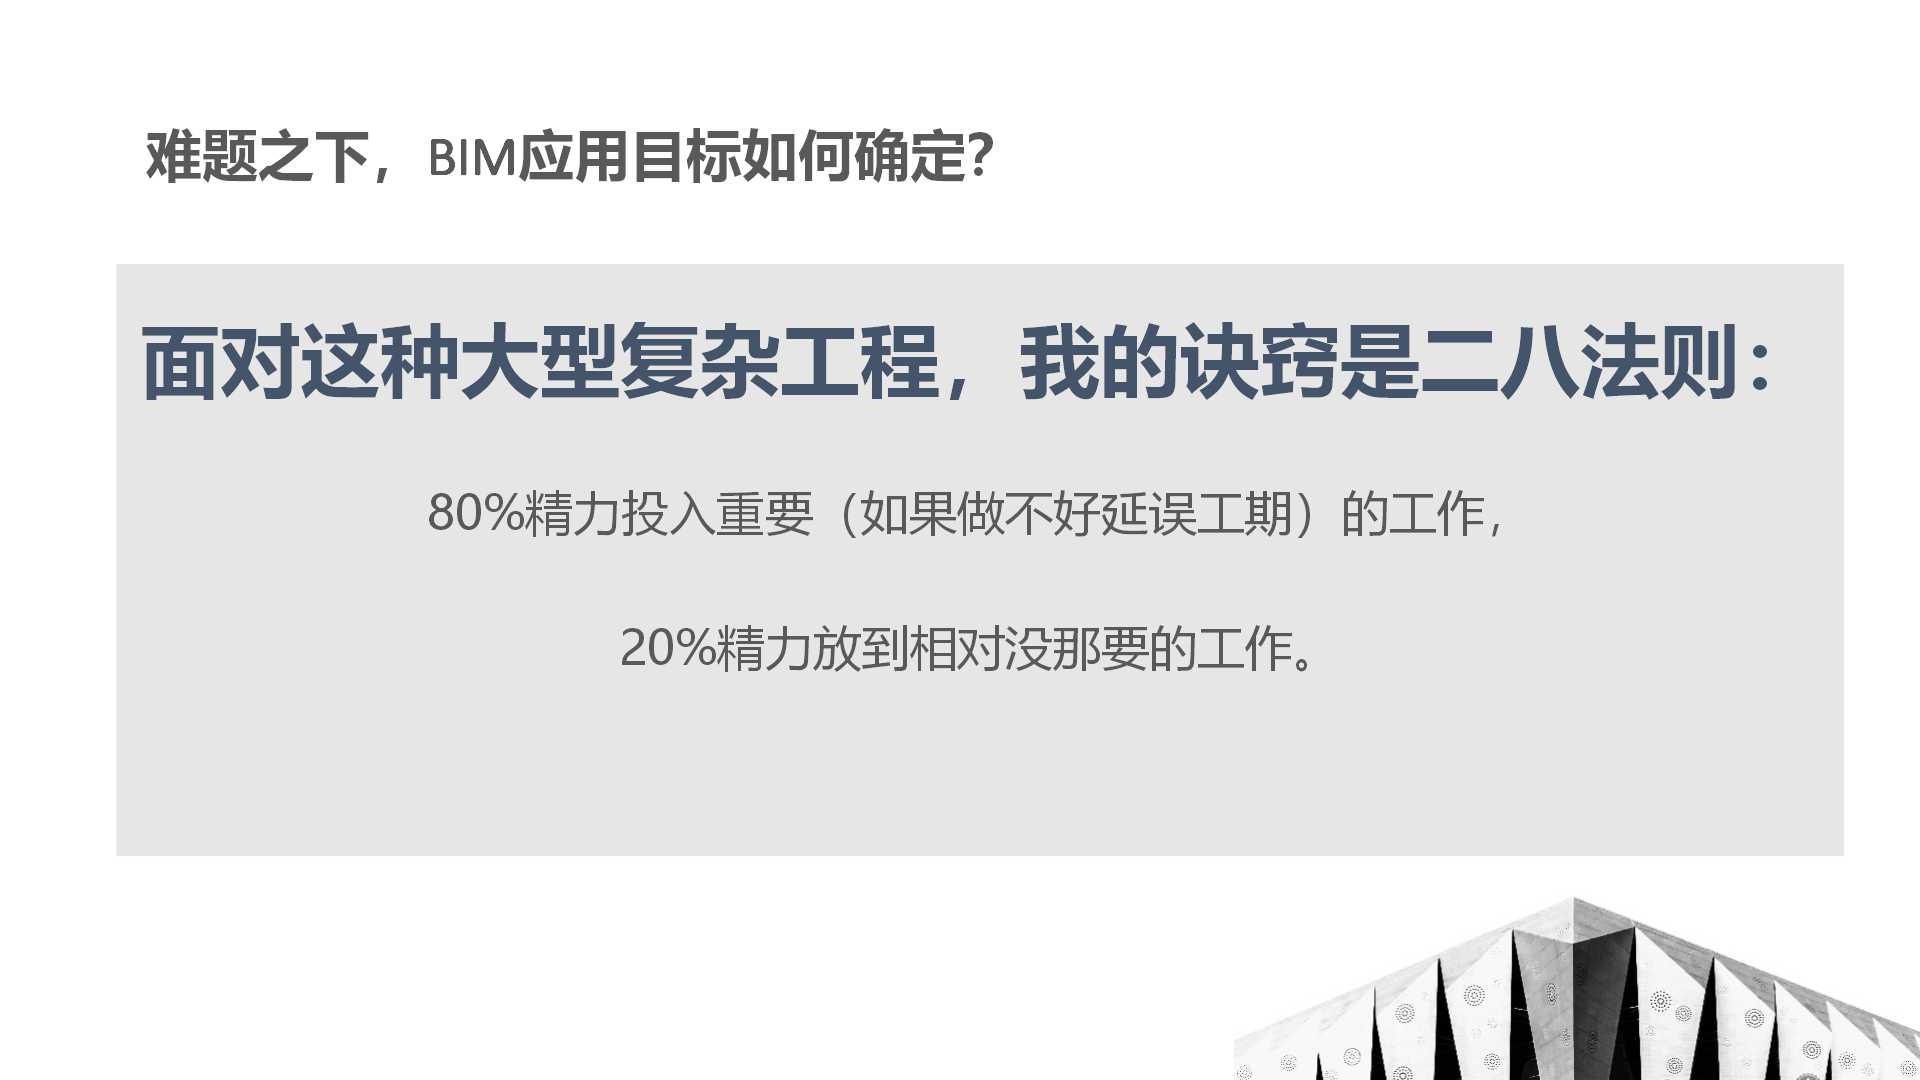 难题之下，BIM应用目标如何确定？
面对这种大型复杂工程，我的诀窍是二八法则：
80%精力投入重要（如果做不好延误工期）的工作，
20%精力放到相对没那要的工作。